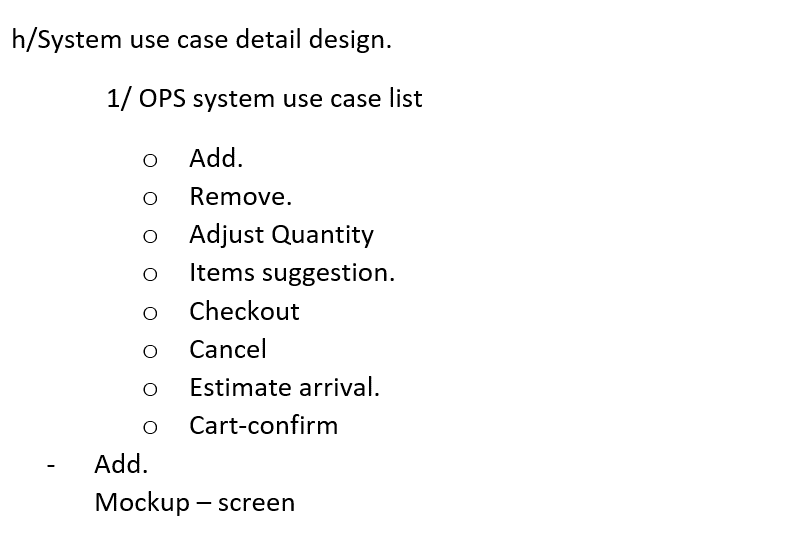 h/System use case detail design.
1/ OPS system use case list
o Add.
o Remove.
o Adjust Quantity
o Items suggestion.
o Checkout
o Cancel
o Estimate arrival.
o Cart-confirm
- Add.
Mockup – screen